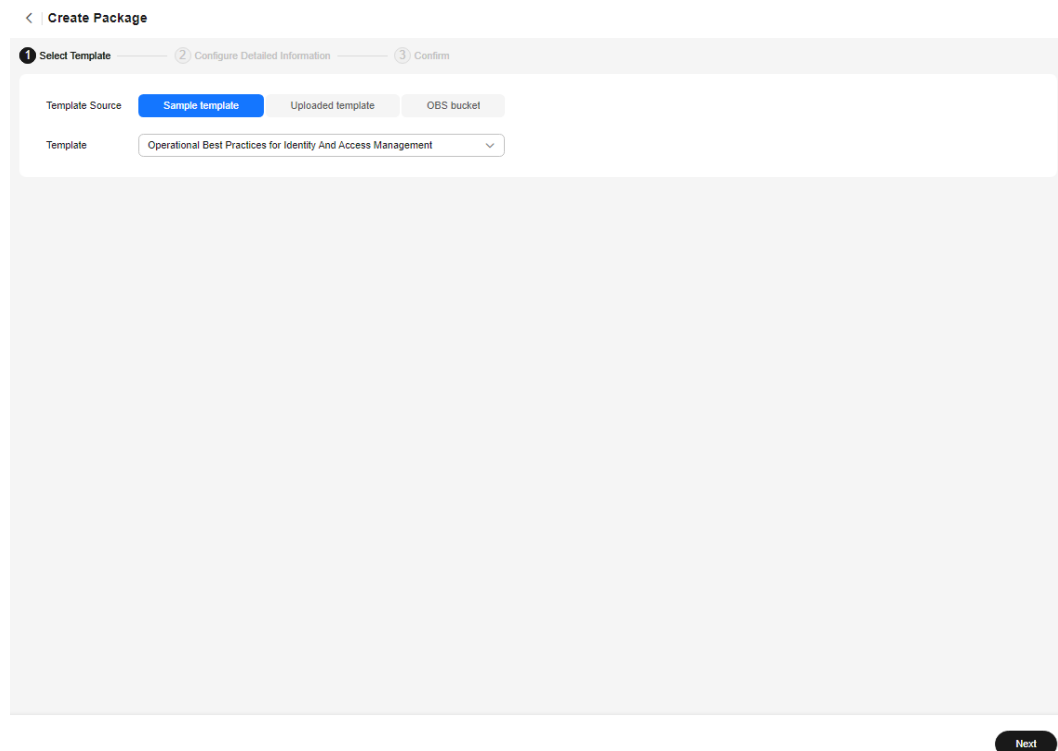 Create Package
1 Select Template 2 Configure Detailed Information 3 Confirm
Template Source Sample template Uploaded template OBS bucket
Template Operational Best Practices for Identity And Access Management
Next